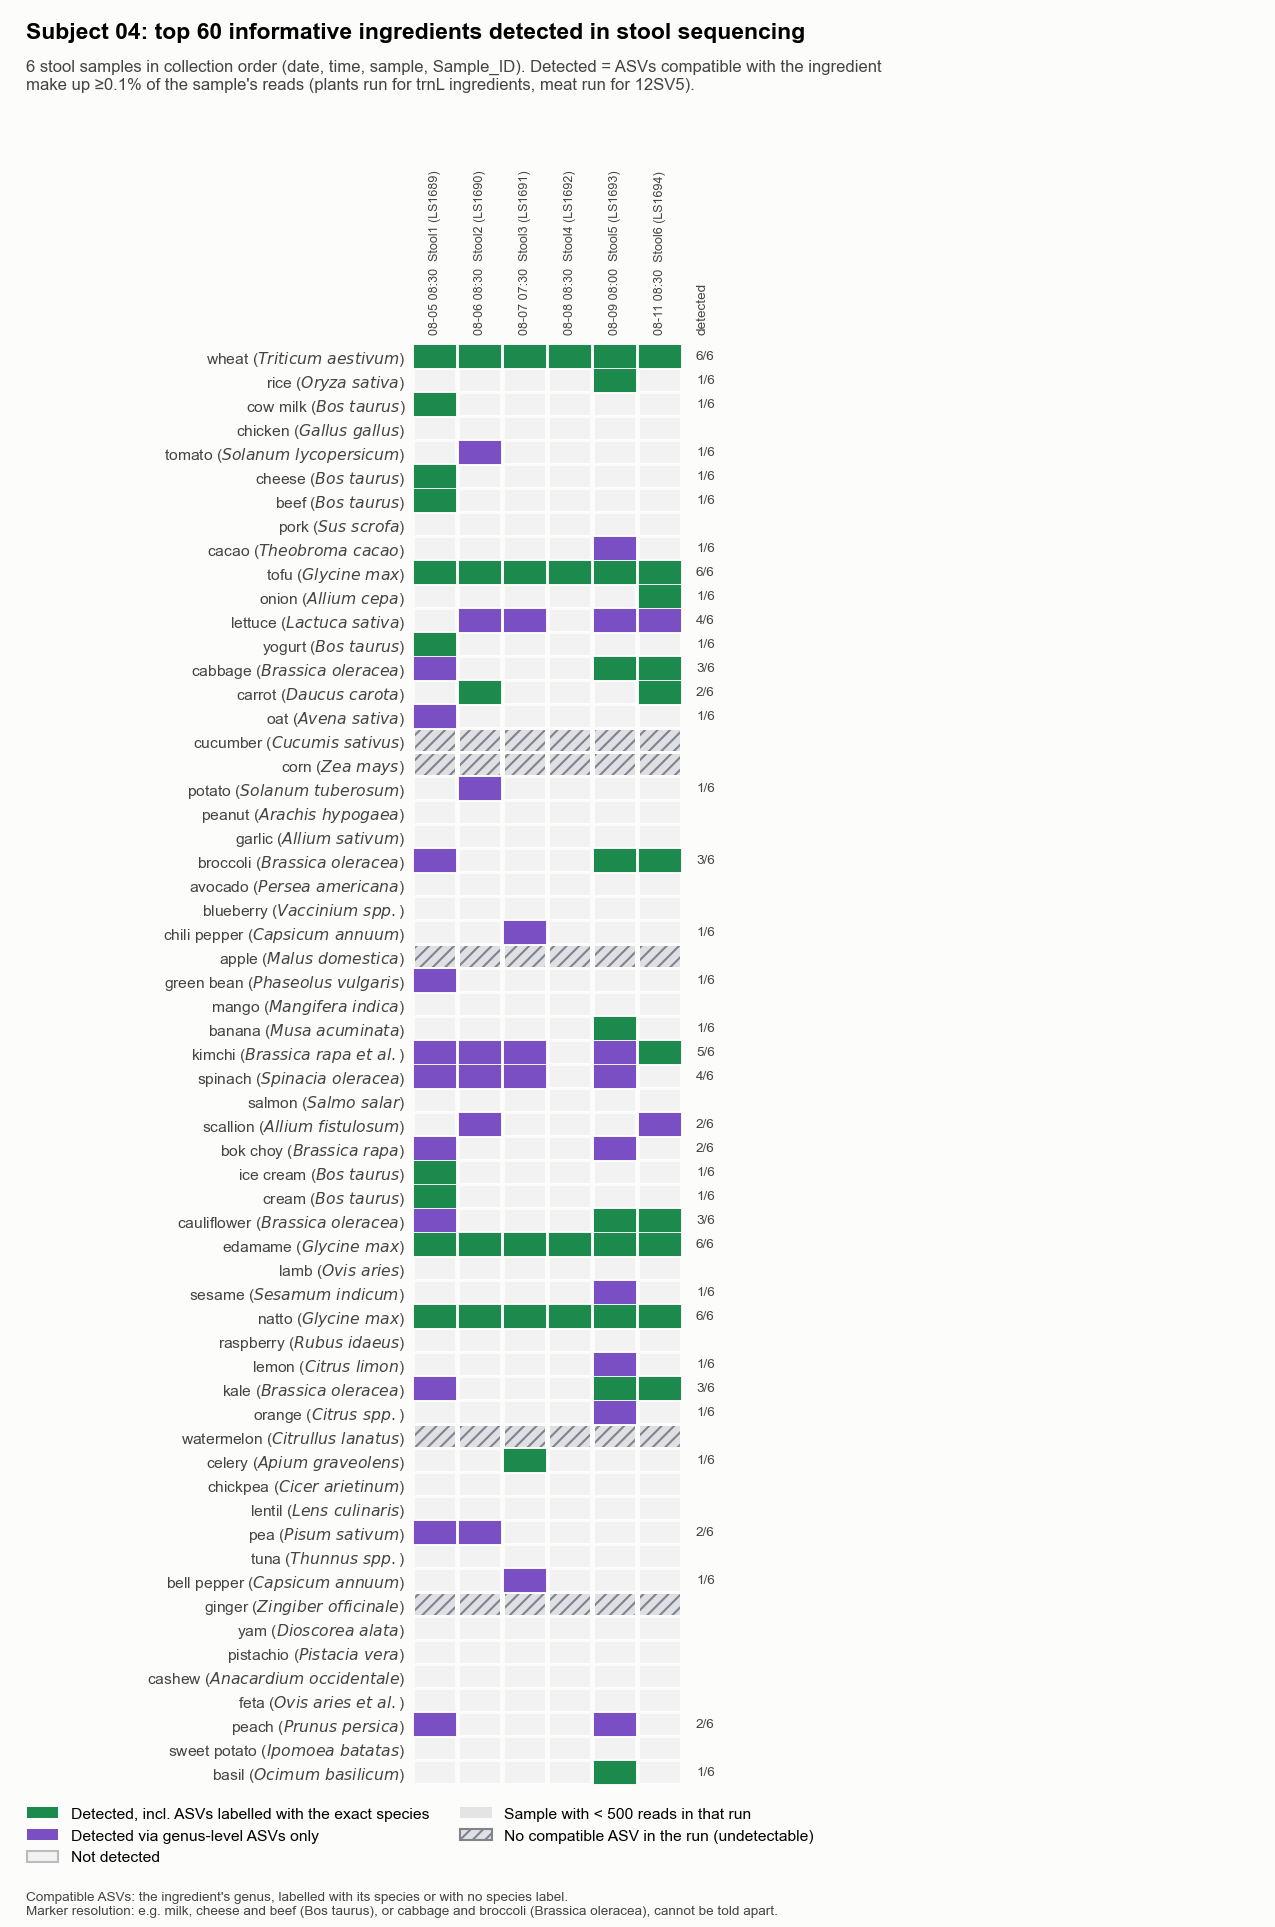 Subject 04: top 60 informative ingredients detected in stool sequencing
6 stool samples in collection order (date, time, sample, Sample_ID). Detected = ASVs compatible with the ingredient
make up ≥0.1% of the sample's reads (plants run for trnL ingredients, meat run for 12SV5).
08-05 08:30 Stool1 (LS1689)
08-06 08:30 Stool2 (LS1690)
08-07 07:30 Stool3 (LS1691)
08-08 08:30 Stool4 (LS1692)
08-09 08:00 Stool5 (LS1693)
08-11 08:30 Stool6 (LS1694)
detected
wheat (Triticum aestivum) 6/6
rice (Oryza sativa) 1/6
cow milk (Bos taurus) 1/6
chicken (Gallus gallus)
tomato (Solanum lycopersicum) 1/6
cheese (Bos taurus) 1/6
beef (Bos taurus) 1/6
pork (Sus scrofa)
cacao (Theobroma cacao) 1/6
tofu (Glycine max) 6/6
onion (Allium cepa) 1/6
lettuce (Lactuca sativa) 4/6
yogurt (Bos taurus) 1/6
cabbage (Brassica oleracea) 3/6
carrot (Daucus carota) 2/6
oat (Avena sativa) 1/6
cucumber (Cucumis sativus)
corn (Zea mays)
potato (Solanum tuberosum) 1/6
peanut (Arachis hypogaea)
garlic (Allium sativum)
broccoli (Brassica oleracea) 3/6
avocado (Persea americana)
blueberry (Vaccinium spp. )
chili pepper (Capsicum annuum) 1/6
apple (Malus domestica)
green bean (Phaseolus vulgaris) 1/6
mango (Mangifera indica)
banana (Musa acuminata) 1/6
kimchi (Brassica rapa et al. ) 5/6
spinach (Spinacia oleracea) 4/6
salmon (Salmo salar)
scallion (Allium fistulosum) 2/6
bok choy (Brassica rapa) 2/6
ice cream (Bos taurus) 1/6
cream (Bos taurus) 1/6
cauliflower (Brassica oleracea) 3/6
edamame (Glycine max) 6/6
lamb (Ovis aries)
sesame (Sesamum indicum) 1/6
natto (Glycine max) 6/6
raspberry (Rubus idaeus)
lemon (Citrus limon) 1/6
kale (Brassica oleracea) 3/6
orange (Citrus spp. ) 1/6
watermelon (Citrullus lanatus)
celery (Apium graveolens) 1/6
chickpea (Cicer arietinum)
lentil (Lens culinaris)
pea (Pisum sativum) 2/6
tuna (Thunnus spp. )
bell pepper (Capsicum annuum) 1/6
ginger (Zingiber officinale)
yam (Dioscorea alata)
pistachio (Pistacia vera)
cashew (Anacardium occidentale)
feta (Ovis aries et al. )
peach (Prunus persica) 2/6
sweet potato (Ipomoea batatas)
basil (Ocimum basilicum) 1/6
Detected, incl. ASVs labelled with the exact species
Detected via genus-level ASVs only
Not detected
Sample with < 500 reads in that run
No compatible ASV in the run (undetectable)
Compatible ASVs: the ingredient's genus, labelled with its species or with no species label.
Marker resolution: e.g. milk, cheese and beef (Bos taurus), or cabbage and broccoli (Brassica oleracea), cannot be told apart.